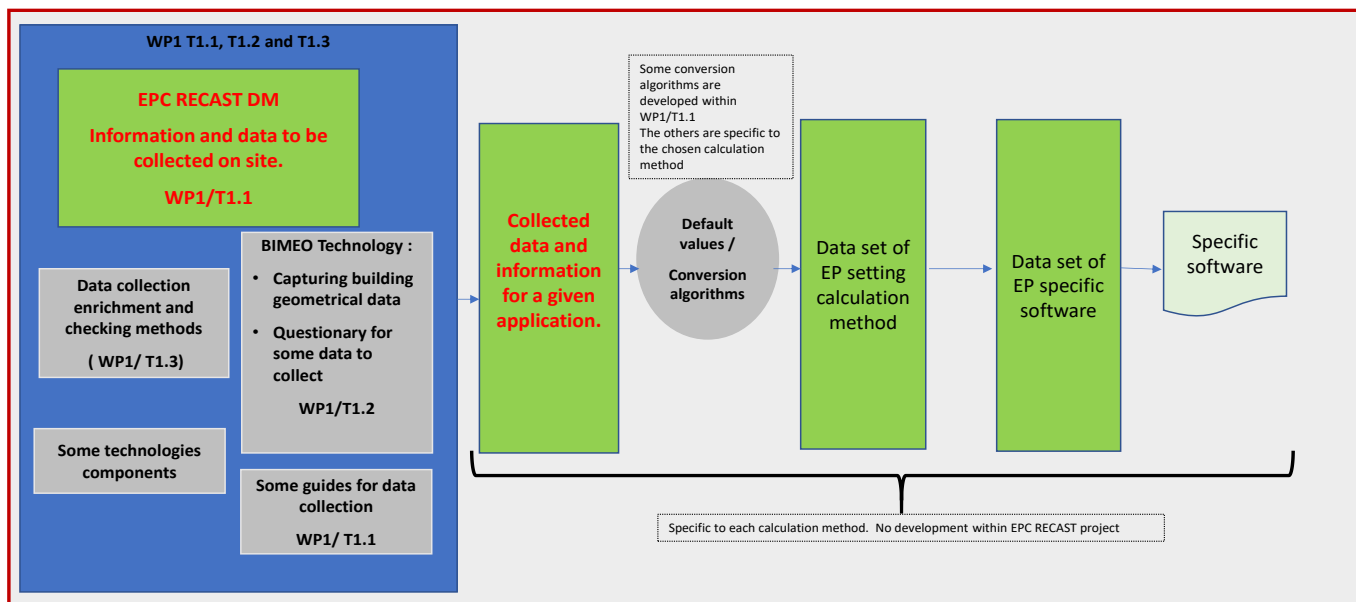 WP1 T1.1, T1.2 and T1.3
EPC RECAST DM
Information and data to be
collected on site.
WP1/T1.1
BIMEO Technology :
• Capturing building
geometrical data
• Questionary for
some data to
collect
WP1/T1.2
Data collection
enrichment and
checking methods
( WP1/ T1.3)
Some technologies
components
Some guides for data
collection
WP1/ T1.1
Collected
data and
information
for a given
application.
Some conversion
algorithms are
developed within
WP1/T1.1
The others are specific to
the chosen calculation
method
Default
values /
Conversion
algorithms
Data set of
EP setting
calculation
method
Data set of
EP specific
software
Specific
software
Specific to each calculation method. No development within EPC RECAST project